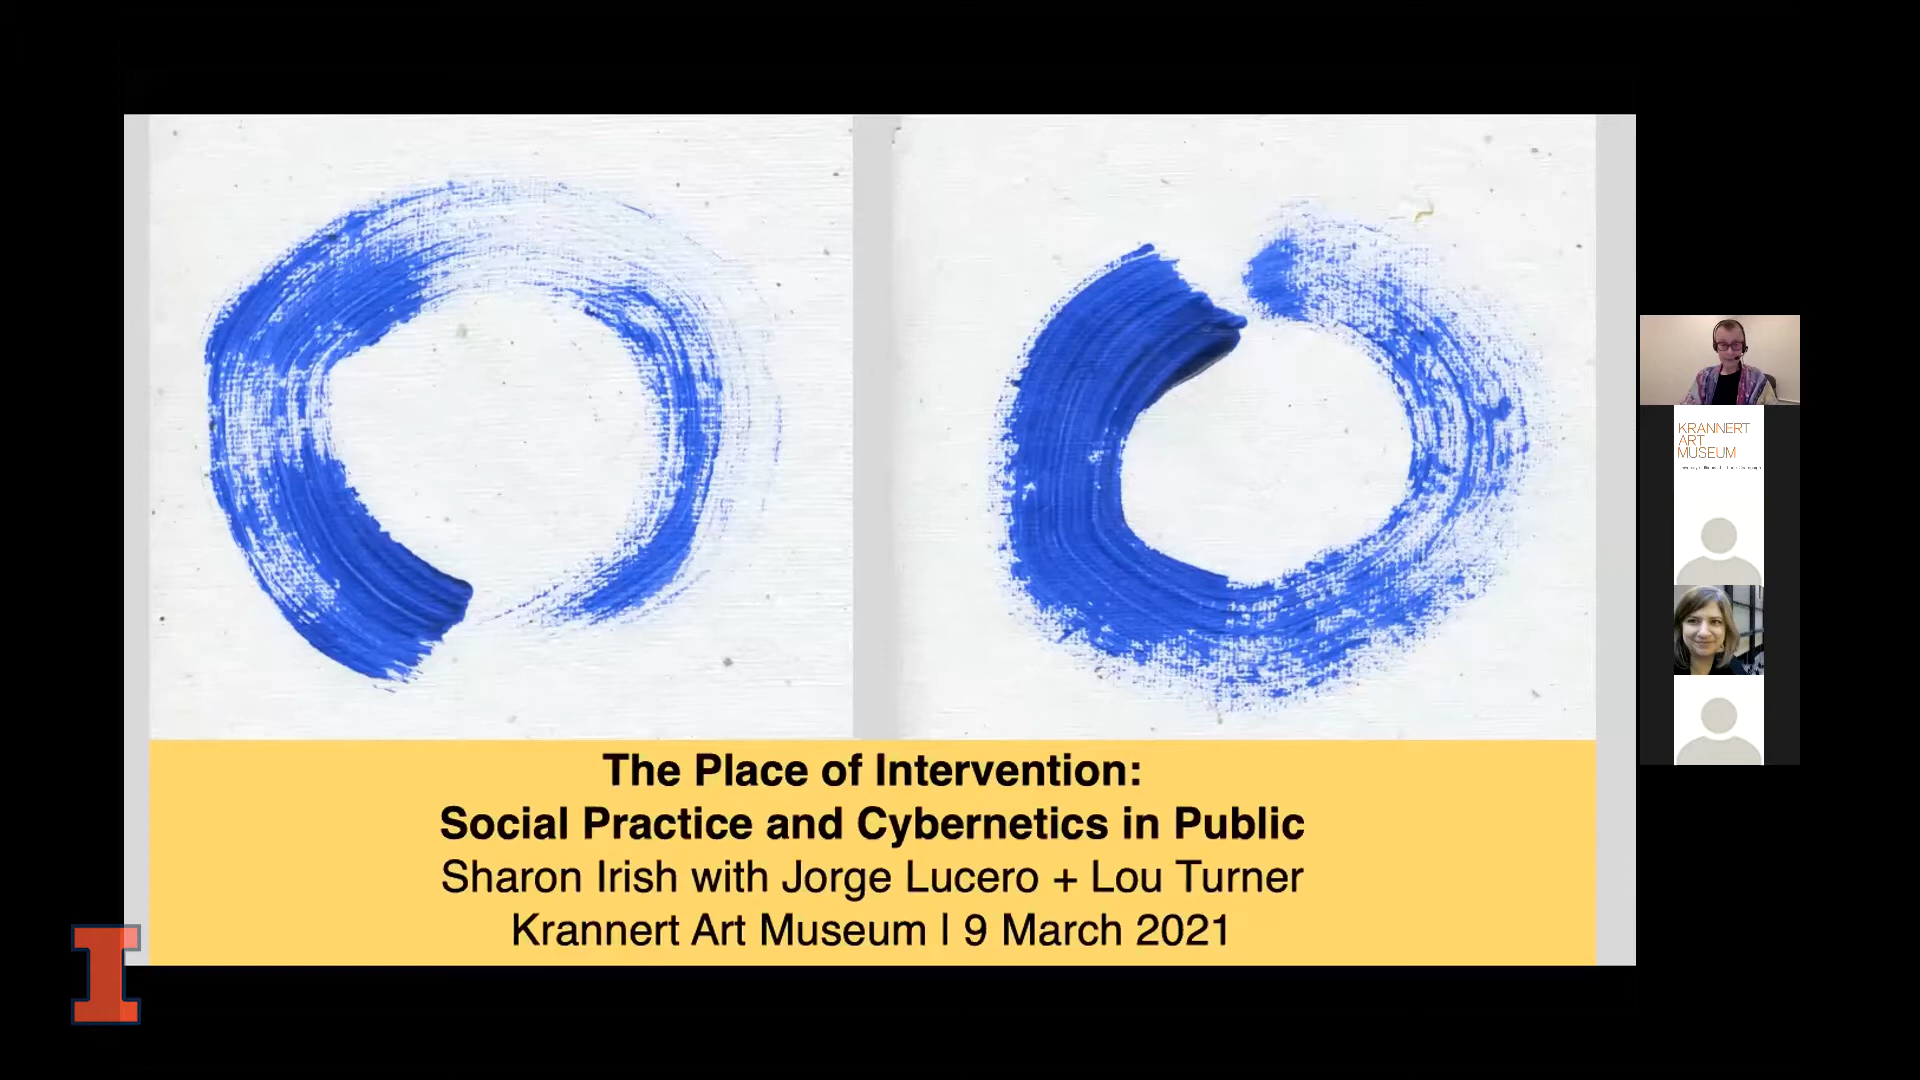 The Place of Intervention:
Social Practice and Cybernetics in Public
Sharon Irish with Jorge Lucero + Lou Turner
Krannert Art Museum | 9 March 2021
KRANNERT
ART
MUSEUM
I